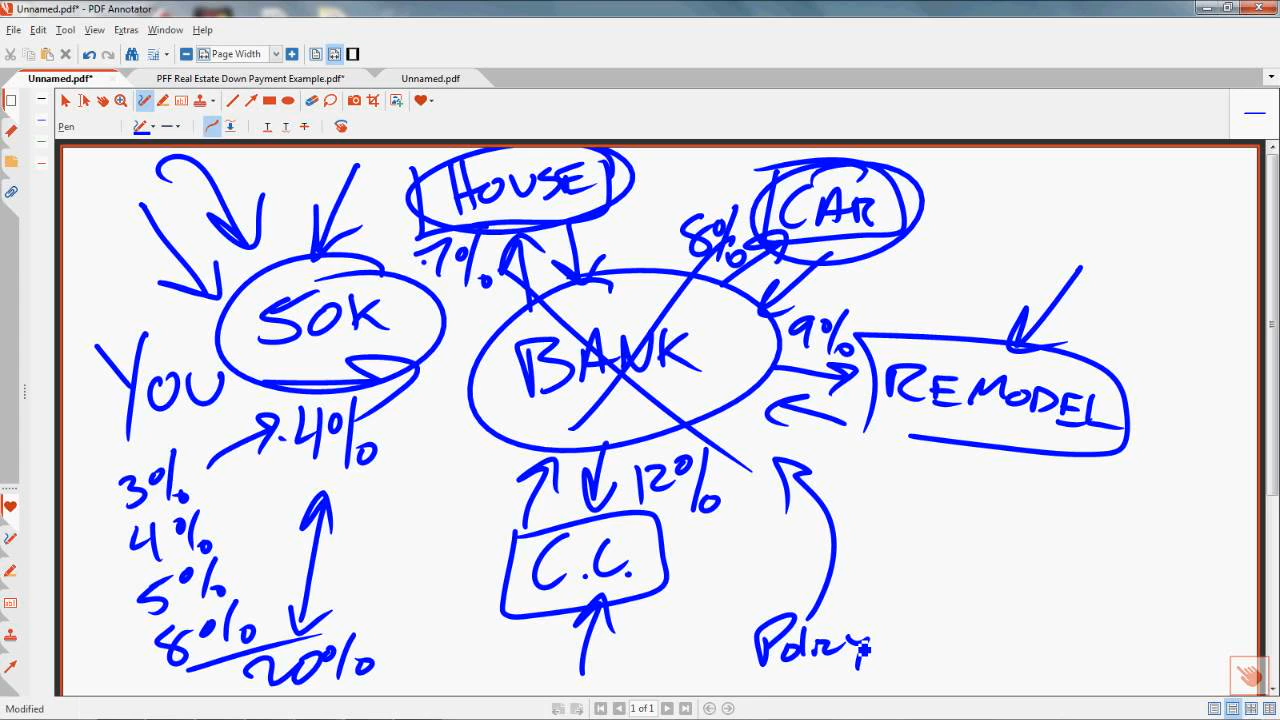 Unnamed.pdf* - PDF Annotator
File Edit Tool View Extras Window Help
Page Width
Unnamed.pdf*
PFF Real Estate Down Payment Example.pdf*
Unnamed.pdf
Pen
HOUSE
CAR
.7%
8%
50K
BANK
9%
REMODEL
YOU
.4%
12%
3%
4%
5%
8%
20%
C.C.
Policy
Modified
1 of 1